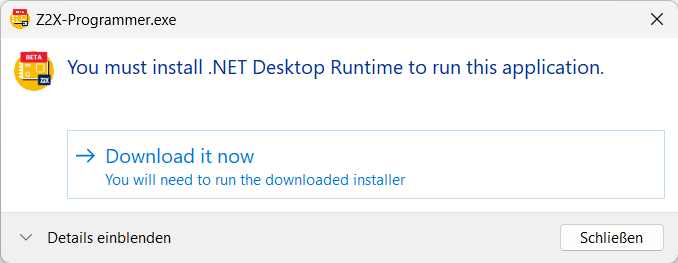 Z2X-Programmer.exe
BETA
Z2X
You must install .NET Desktop Runtime to run this application.
Download it now
You will need to run the downloaded installer
Details einblenden
Schließen